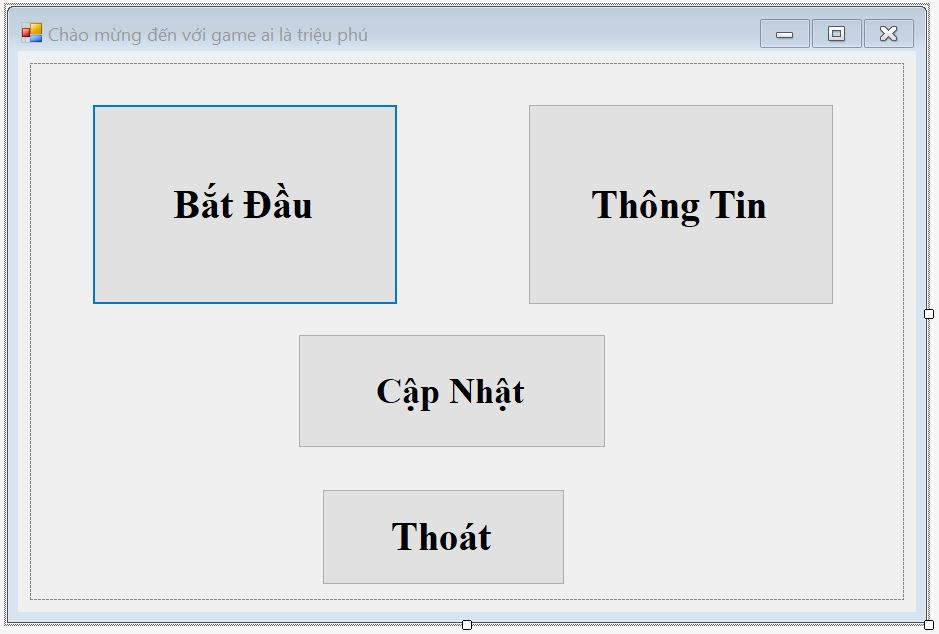 Chào mừng đến với game ai là triệu phú
Bắt Đầu
Thông Tin
Cập Nhật
Thoát